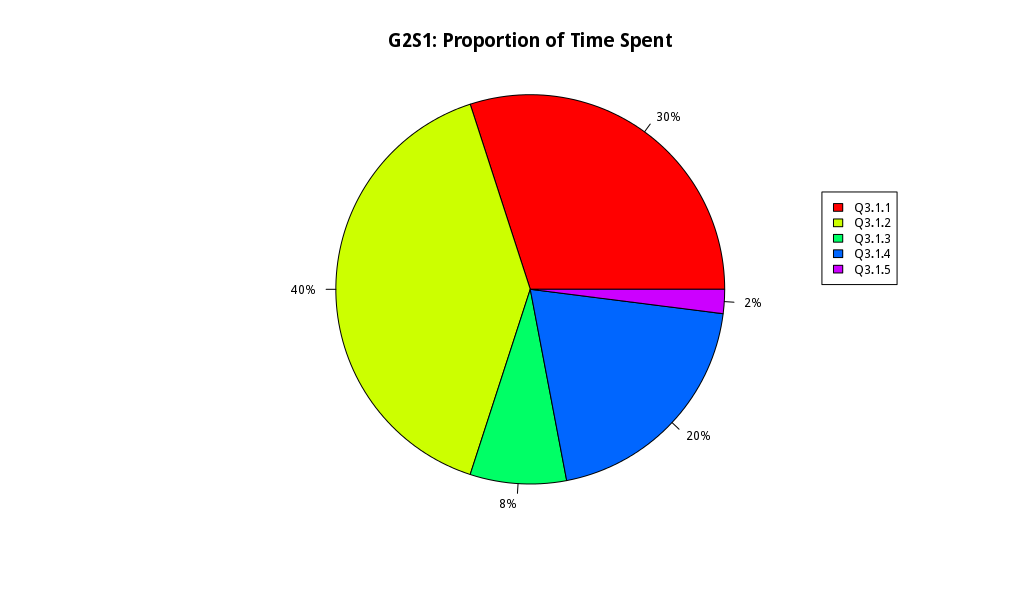 G2S1: Proportion of Time Spent
30%
40%
2%
20%
8%
Q3.1.1
Q3.1.2
Q3.1.3
Q3.1.4
Q3.1.5